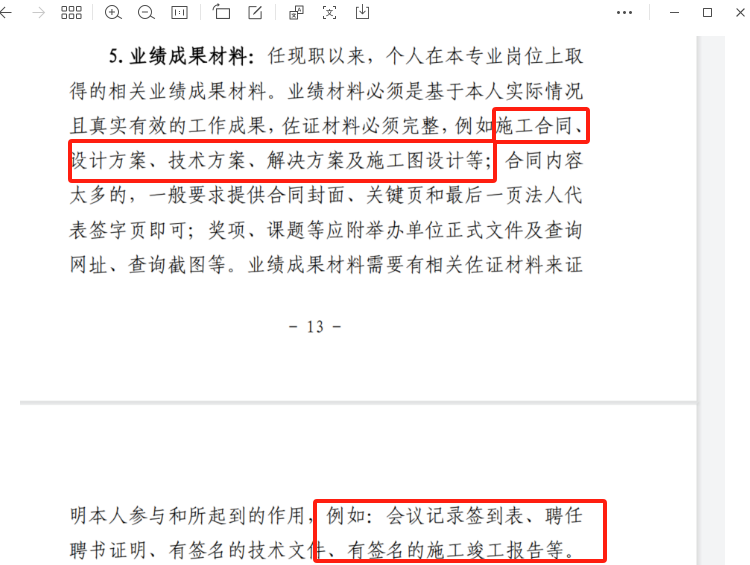 1:1
5. 业绩成果材料：任现职以来，个人在本专业岗位上取
得的相关业绩成果材料。业绩材料必须是基于本人实际情况
且真实有效的工作成果，佐证材料必须完整，例如施工合同、
设计方案、技术方案、解决方案及施工图设计等；合同内容
太多的，一般要求提供合同封面、关键页和最后一页法人代
表签字页即可；奖项、课题等应附举办单位正式文件及查询
网址、查询截图等。业绩成果材料需要有相关佐证材料来证
- 13 -
明本人参与和所起到的作用，例如：会议记录签到表、聘任
聘书证明、有签名的技术文件、有签名的施工竣工报告等。